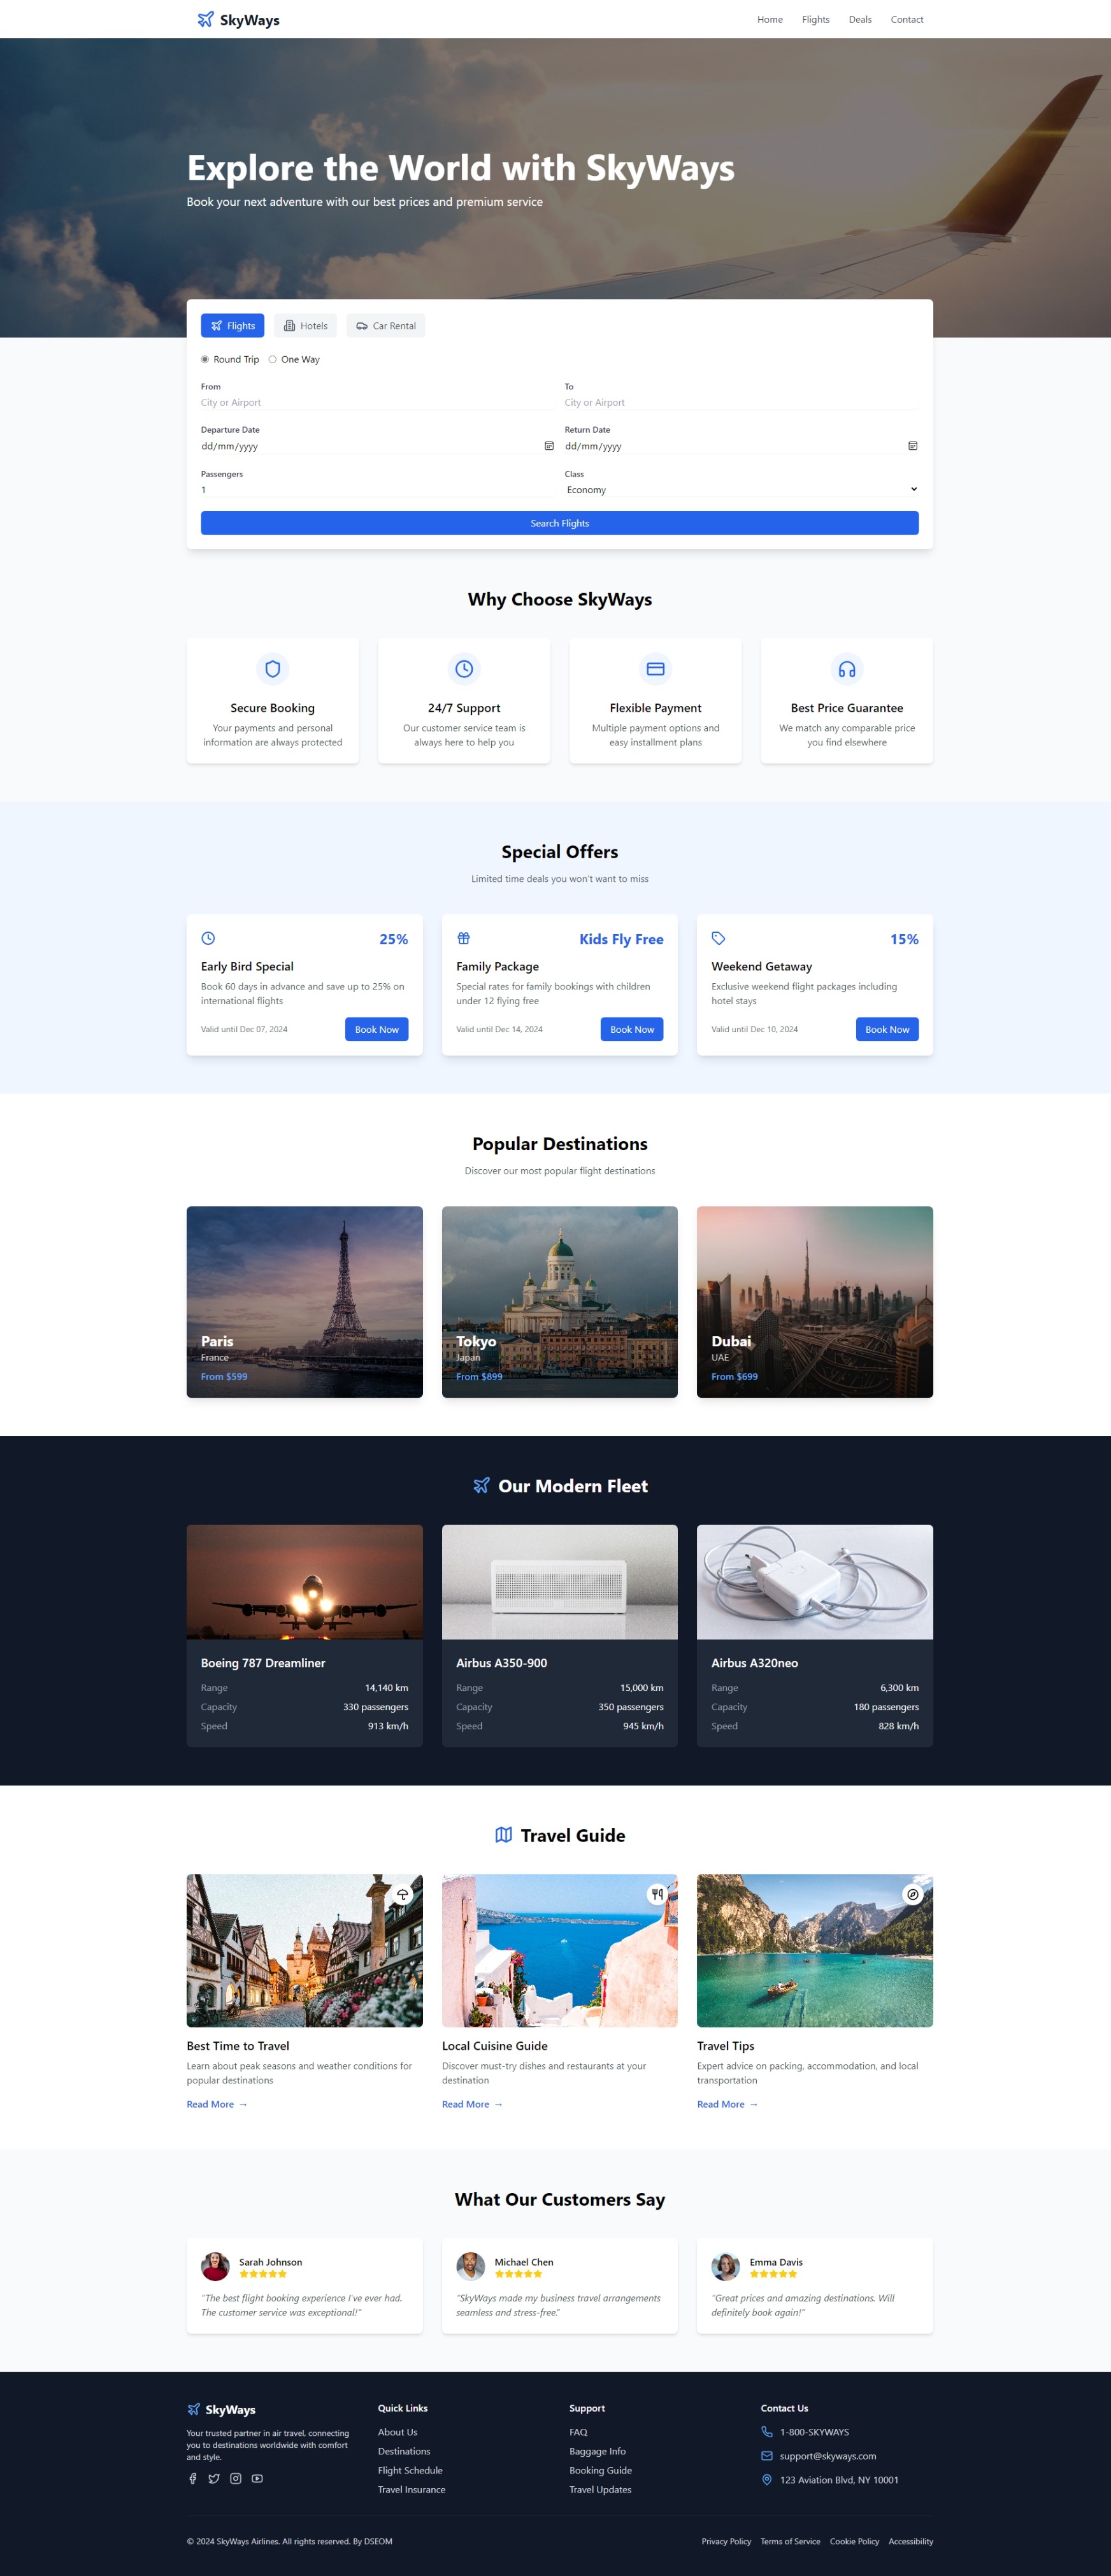 SkyWays
Home Flights Deals Contact
Explore the World with SkyWays
Book your next adventure with our best prices and premium service
Flights Hotels Car Rental
Round Trip One Way
From To
City or Airport City or Airport
Departure Date Return Date
dd/mm/yyyy dd/mm/yyyy
Passengers Class
1 Economy
Search Flights
Why Choose SkyWays
Secure Booking
Your payments and personal
information are always protected
24/7 Support
Our customer service team is
always here to help you
Flexible Payment
Multiple payment options and
easy installment plans
Best Price Guarantee
We match any comparable price
you find elsewhere
Special Offers
Limited time deals you won't want to miss
25%
Early Bird Special
Book 60 days in advance and save up to 25% on
international flights
Valid until Dec 07, 2024 Book Now
Kids Fly Free
Family Package
Special rates for family bookings with children
under 12 flying free
Valid until Dec 14, 2024 Book Now
15%
Weekend Getaway
Exclusive weekend flight packages including
hotel stays
Valid until Dec 10, 2024 Book Now
Popular Destinations
Discover our most popular flight destinations
Paris
France
From $599
Tokyo
Japan
From $899
Dubai
UAE
From $699
Our Modern Fleet
Boeing 787 Dreamliner
Range 14,140 km
Capacity 330 passengers
Speed 913 km/h
Airbus A350-900
Range 15,000 km
Capacity 350 passengers
Speed 945 km/h
Airbus A320neo
Range 6,300 km
Capacity 180 passengers
Speed 828 km/h
Travel Guide
Best Time to Travel
Learn about peak seasons and weather conditions for
popular destinations
Read More →
Local Cuisine Guide
Discover must-try dishes and restaurants at your
destination
Read More →
Travel Tips
Expert advice on packing, accommodation, and local
transportation
Read More →
What Our Customers Say
Sarah Johnson
"The best flight booking experience I've ever had.
The customer service was exceptional!"
Michael Chen
"SkyWays made my business travel arrangements
seamless and stress-free."
Emma Davis
"Great prices and amazing destinations. Will
definitely book again!"
SkyWays
Your trusted partner in air travel, connecting
you to destinations worldwide with comfort
and style.
Quick Links
About Us
Destinations
Flight Schedule
Travel Insurance
Support
FAQ
Baggage Info
Booking Guide
Travel Updates
Contact Us
1-800-SKYWAYS
support@skyways.com
123 Aviation Blvd, NY 10001
© 2024 SkyWays Airlines. All rights reserved. By DSEOM
Privacy Policy Terms of Service Cookie Policy Accessibility